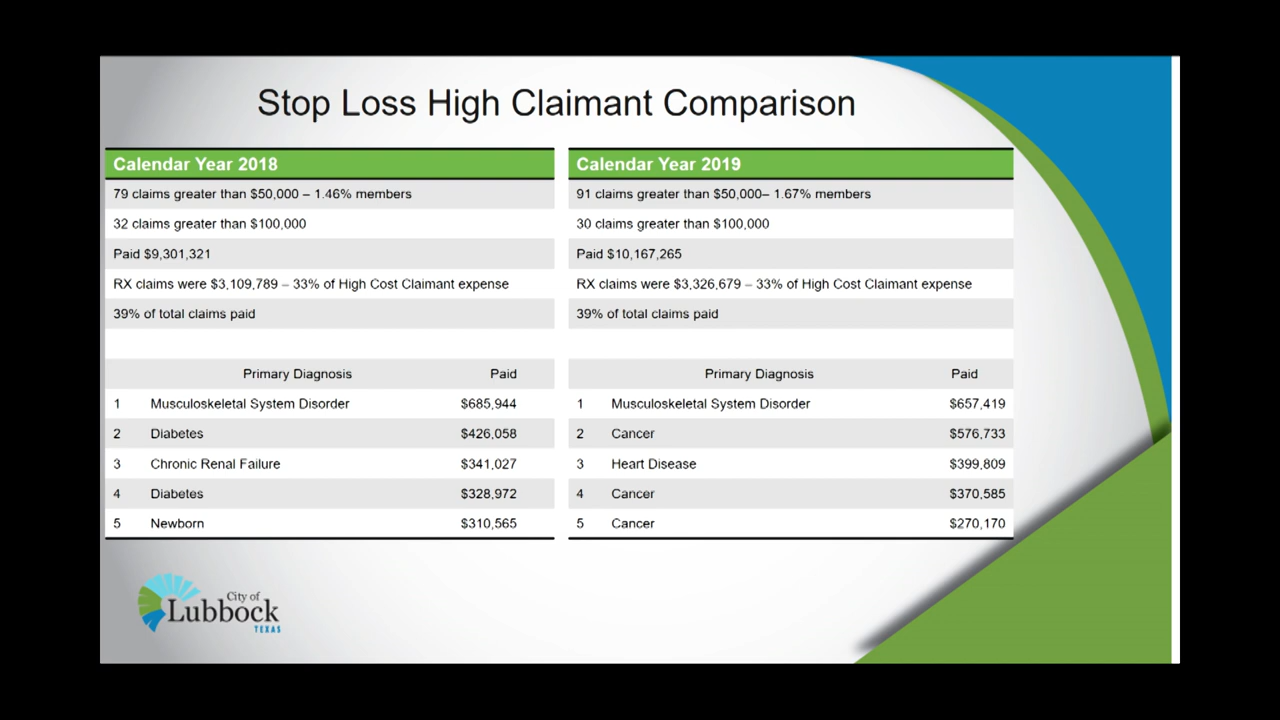 Stop Loss High Claimant Comparison
Calendar Year 2018
79 claims greater than $50,000 – 1.46% members
32 claims greater than $100,000
Paid $9,301,321
RX claims were $3,109,789 – 33% of High Cost Claimant expense
39% of total claims paid
Primary Diagnosis Paid
1 Musculoskeletal System Disorder $685,944
2 Diabetes $426,058
3 Chronic Renal Failure $341,027
4 Diabetes $328,972
5 Newborn $310,565
Calendar Year 2019
91 claims greater than $50,000– 1.67% members
30 claims greater than $100,000
Paid $10,167,265
RX claims were $3,326,679 – 33% of High Cost Claimant expense
39% of total claims paid
Primary Diagnosis Paid
1 Musculoskeletal System Disorder $657,419
2 Cancer $576,733
3 Heart Disease $399,809
4 Cancer $370,585
5 Cancer $270,170
City of
Lubbock
TEXAS